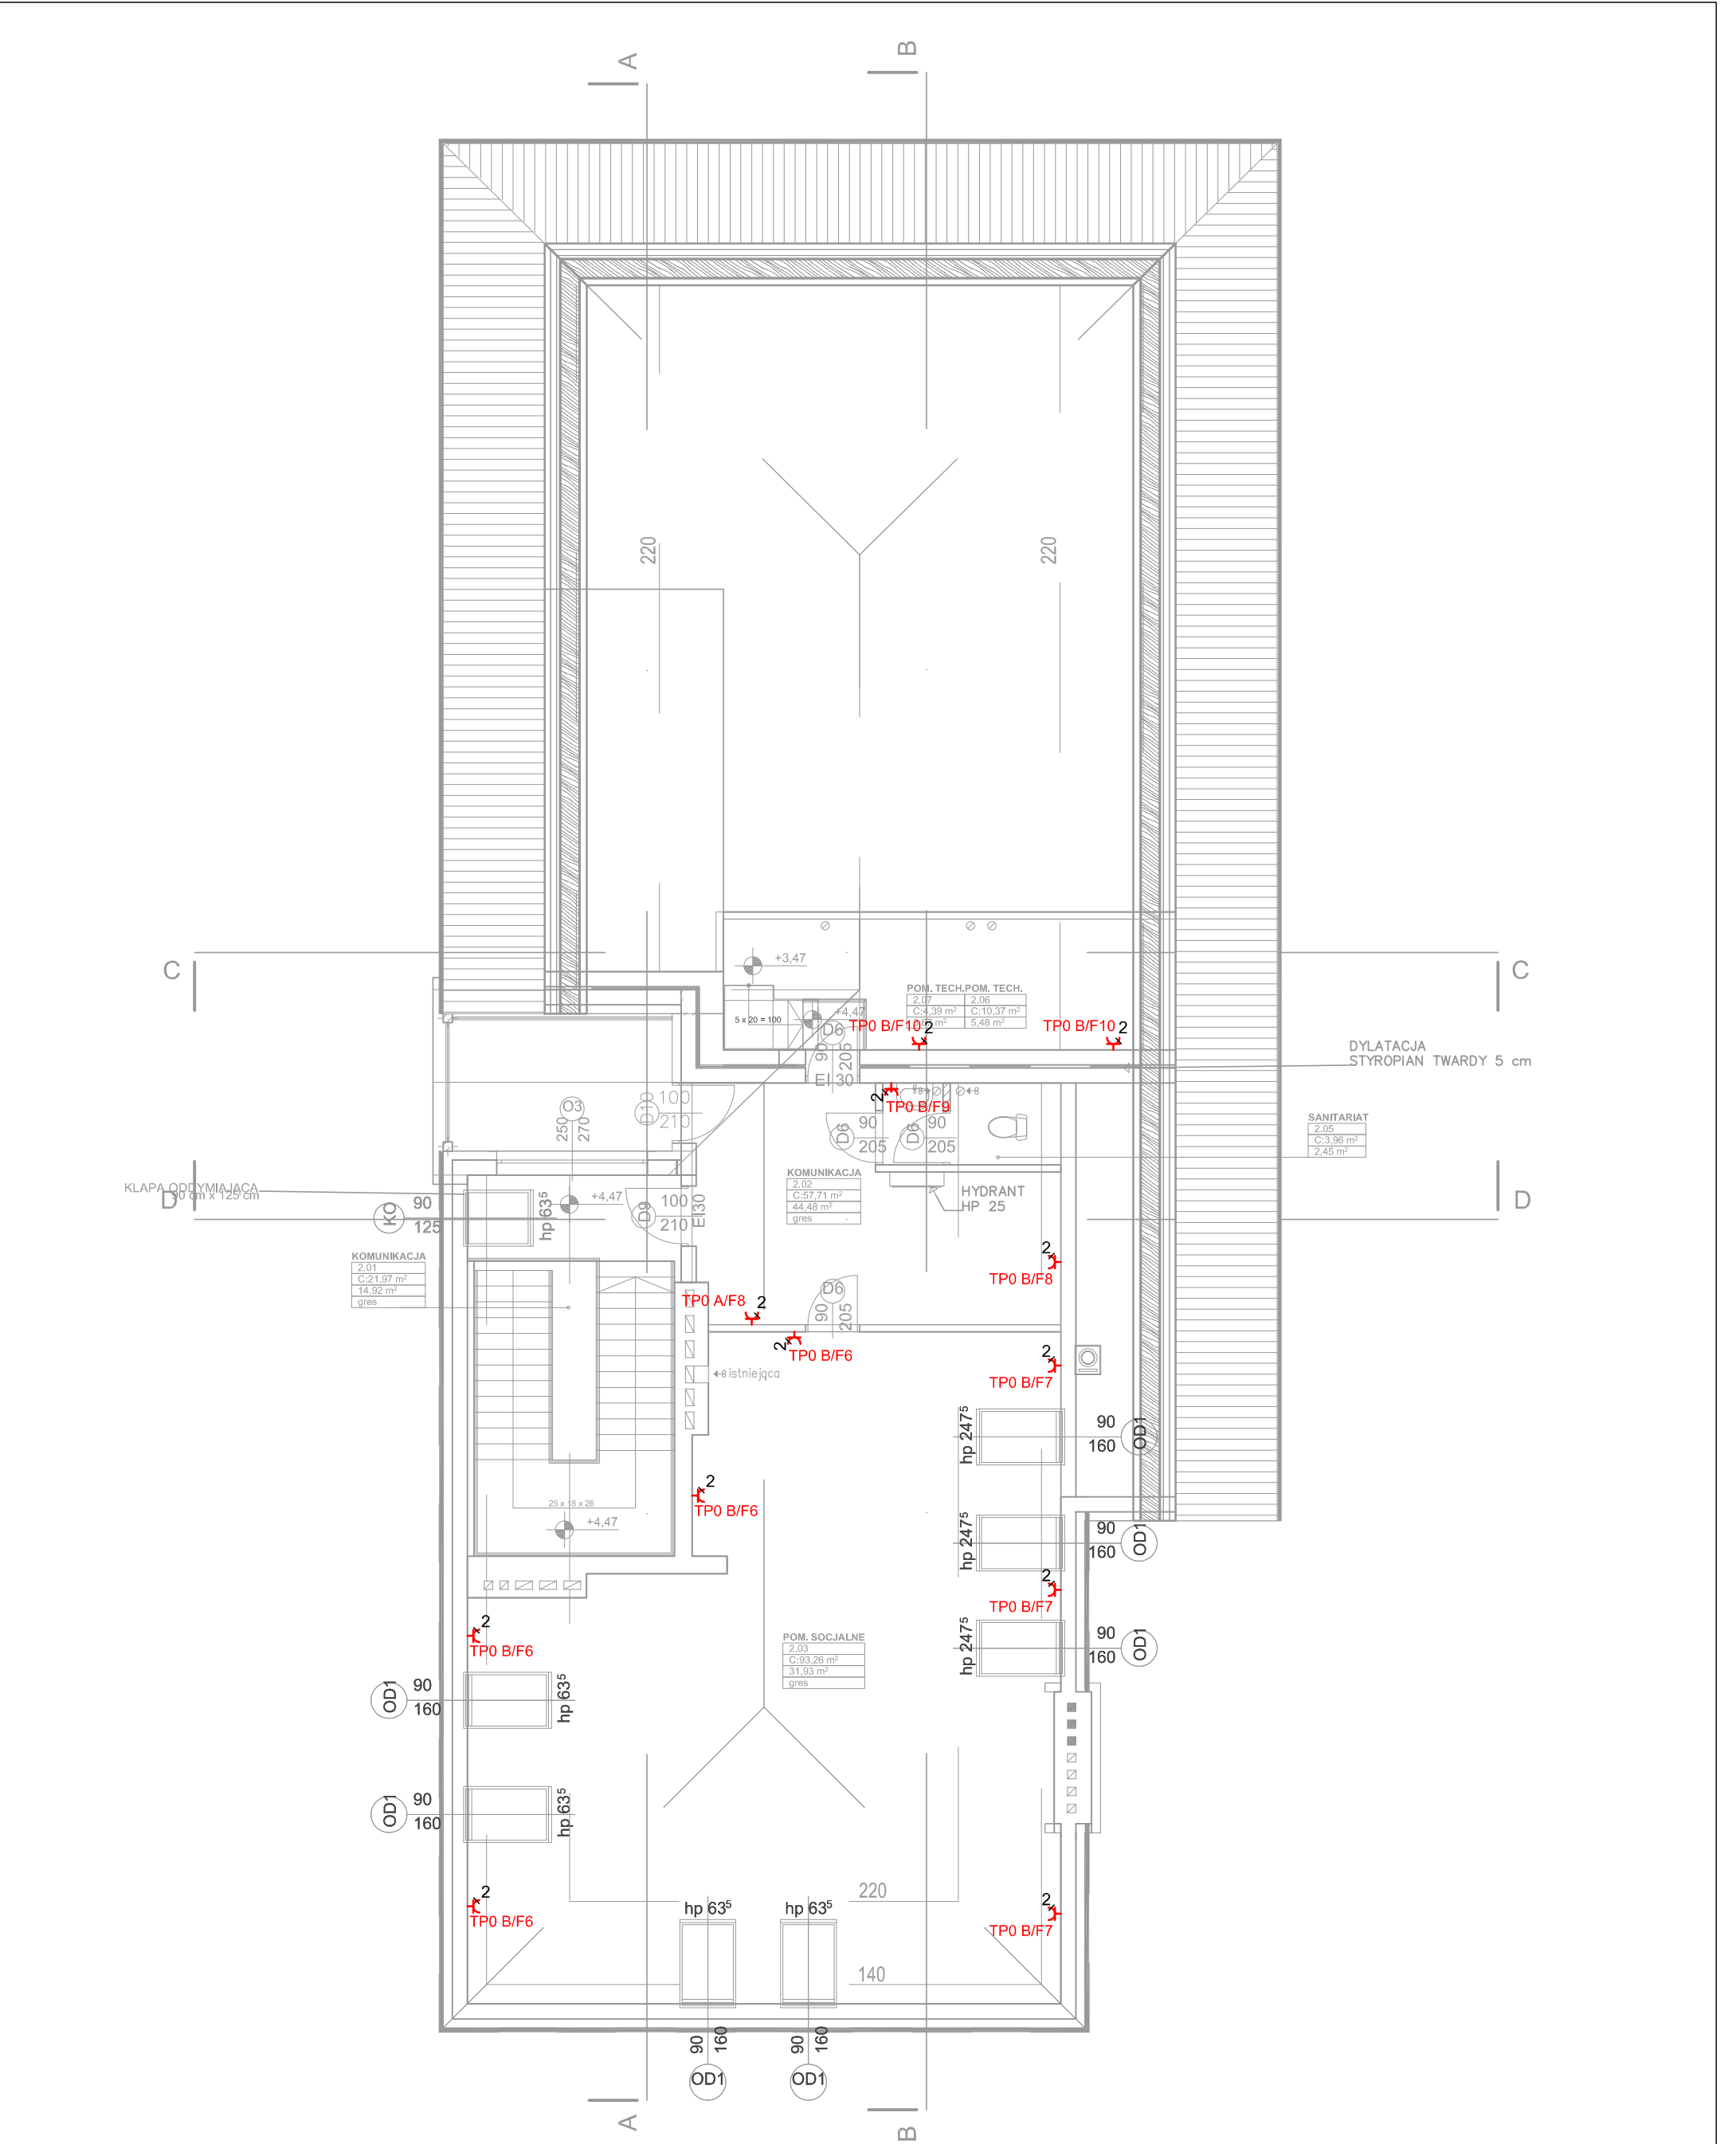 A
B
220
220
+3,47
POM. TECH.
POM. TECH.
2,07
2,06
C:4,39 m²
C:10,37 m²
5,48 m²
5 x 20 = 100
+4,47
D6
90
205
EI 30
TP0 B/F10
2
TP0 B/F10
2
C
C
DYLATACJA
STYROPIAN TWARDY 5 cm
O3
250
270
D10
100
210
2
TP0 B/F9
D6
90
205
D6
90
205
SANITARIAT
2.05
C:3,96 m²
2,45 m²
KLAPA ODDYMIAJĄCA
90 cm x 125 cm
D
D
KO
90
125
hp 63⁵
+4,47
D9
100
210
EI30
KOMUNIKACJA
2.02
C:57,71 m²
44,48 m²
gres
HYDRANT
HP 25
KOMUNIKACJA
2,01
C:21,97 m²
14,92 m²
gres
2
TP0 B/F8
TP0 A/F8
2
D6
90
205
2
TP0 B/F6
istniejąca
2
TP0 B/F7
hp 247⁵
90
160
OD1
2
TP0 B/F6
25 x 18 x 26
+4,47
hp 247⁵
90
160
OD1
2
TP0 B/F7
2
TP0 B/F6
POM. SOCJALNE
2,03
C:93,26 m²
31,93 m²
gres
hp 247⁵
90
160
OD1
OD1
90
160
hp 63⁵
OD1
90
160
hp 63⁵
2
TP0 B/F6
220
hp 63⁵
hp 63⁵
2
TP0 B/F7
140
90
160
OD1
90
160
OD1
A
B